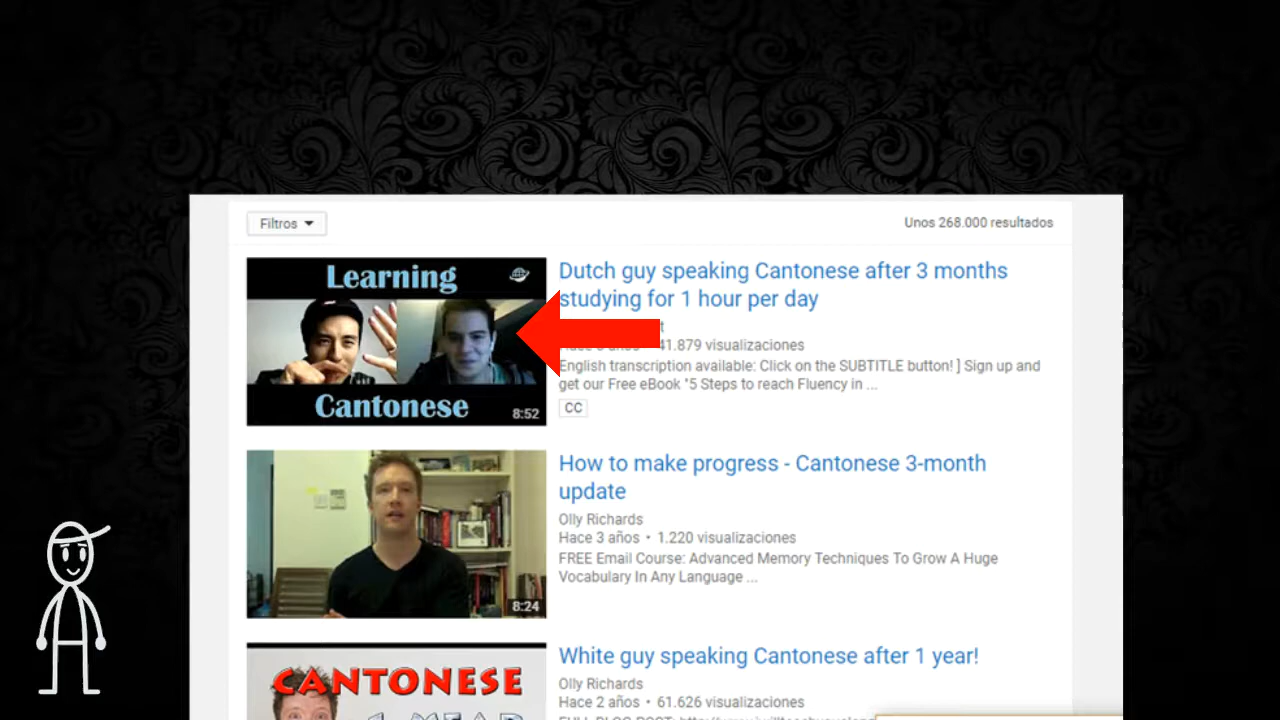 Filtros
Unos 268.000 resultados
Learning
Cantonese
8:52
Dutch guy speaking Cantonese after 3 months
studying for 1 hour per day
41.879 visualizaciones
English transcription available: Click on the SUBTITLE button! ] Sign up and
get our Free eBook "5 Steps to reach Fluency in ...
CC
8:24
How to make progress - Cantonese 3-month
update
Olly Richards
Hace 3 años • 1.220 visualizaciones
FREE Email Course: Advanced Memory Techniques To Grow A Huge
Vocabulary In Any Language ...
CANTONESE
White guy speaking Cantonese after 1 year!
Olly Richards
Hace 2 años • 61.626 visualizaciones